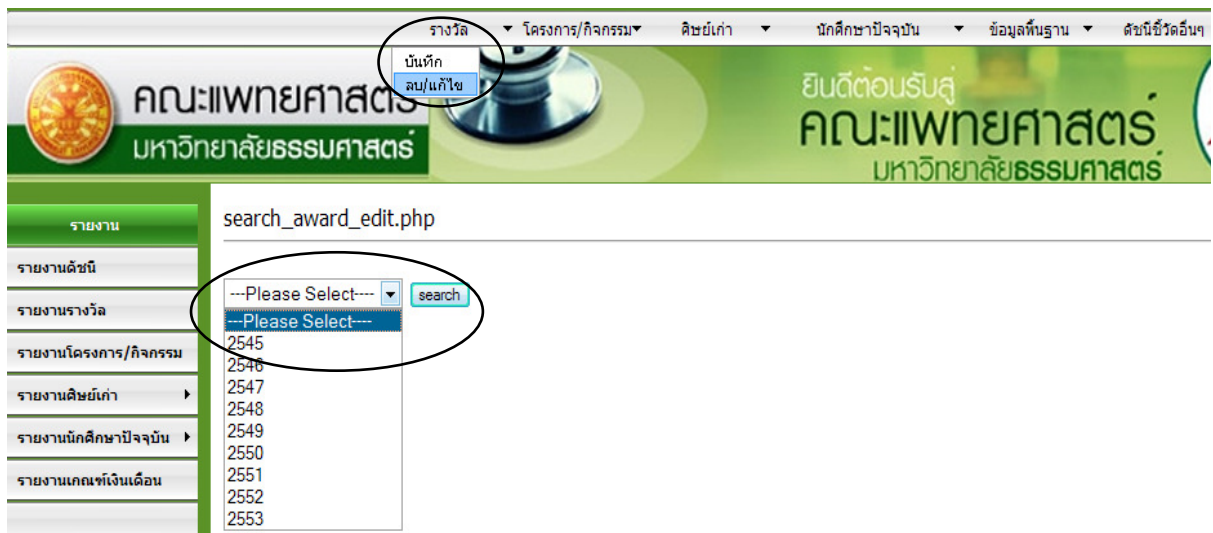 รางวัล โครงการ/กิจกรรม ศิษย์เก่า นักศึกษาปัจจุบัน ข้อมูลพื้นฐาน ดัชนีชี้วัดอื่นๆ
บันทึก
ลบ/แก้ไข
คณะแพทยศาสตร์
มหาวิทยาลัยธรรมศาสตร์
ยินดีต้อนรับสู่
คณะแพทยศาสตร์
มหาวิทยาลัยธรรมศาสตร์
รายงาน
รายงานดัชนี
รายงานรางวัล
รายงานโครงการ/กิจกรรม
รายงานศิษย์เก่า
รายงานนักศึกษาปัจจุบัน
รายงานเกณฑ์เงินเดือน
search_award_edit.php
---Please Select---- search
---Please Select----
2545
2546
2547
2548
2549
2550
2551
2552
2553